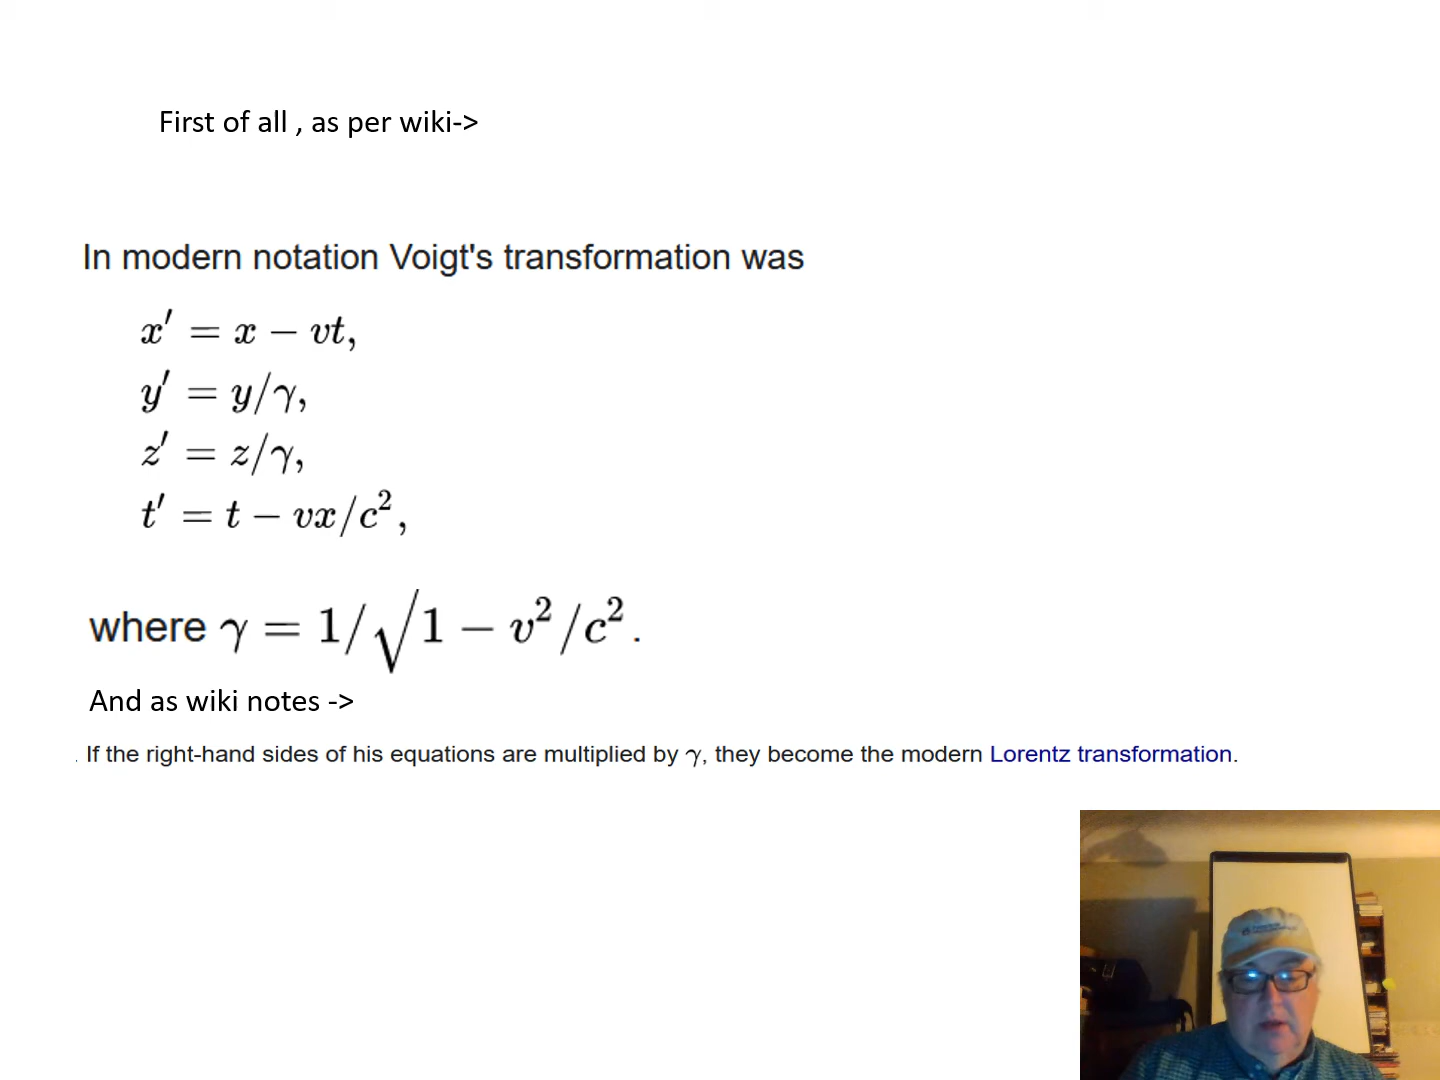 First of all , as per wiki->
In modern notation Voigt's transformation was
x′ = x − vt,
y′ = y/γ,
z′ = z/γ,
t′ = t − vx/c²,
where γ = 1/√1 − v²/c² .
And as wiki notes ->
. If the right-hand sides of his equations are multiplied by γ, they become the modern Lorentz transformation.